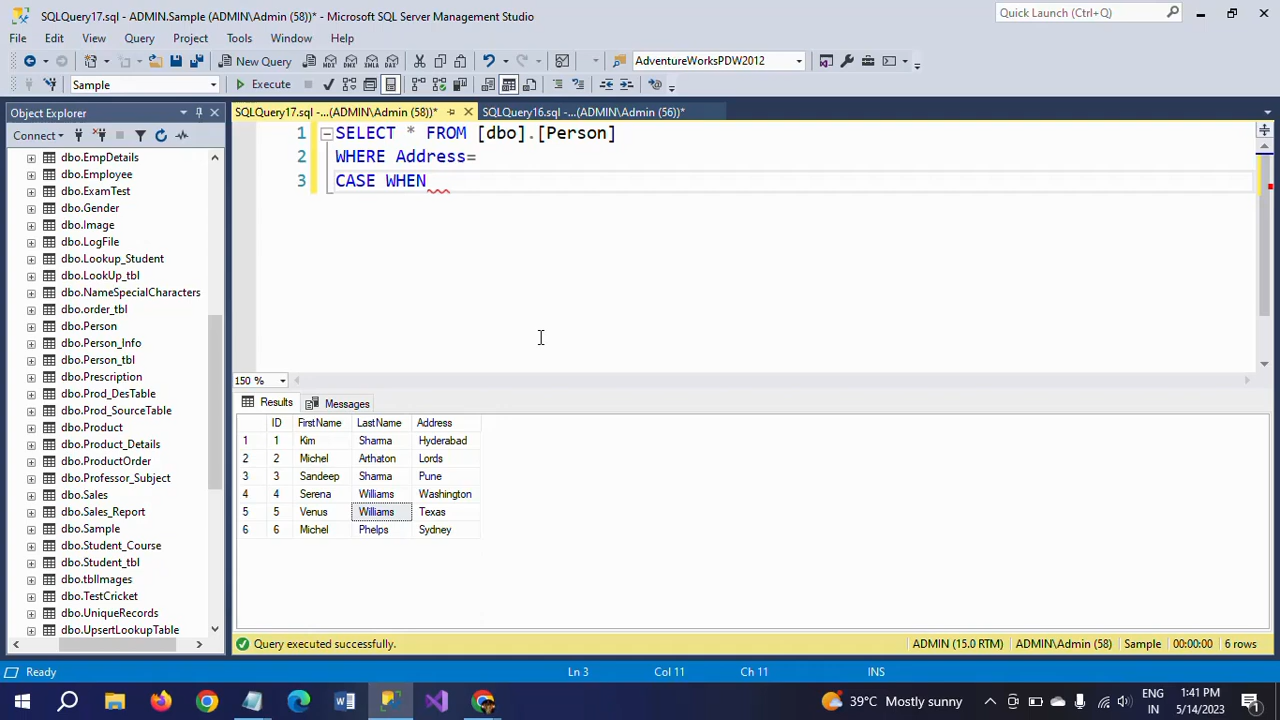 SQLQuery17.sql - ADMIN.Sample (ADMIN\Admin (58))* - Microsoft SQL Server Management Studio
Quick Launch (Ctrl+Q)
File Edit View Query Project Tools Window Help
New Query
MDX DMX XMLA DAX
AdventureWorksPDW2012
Sample
Execute
Object Explorer
SQLQuery17.sql -...(ADMIN\Admin (58))*
SQLQuery16.sql -...(ADMIN\Admin (56))*
Connect
dbo.EmpDetails
dbo.Employee
dbo.ExamTest
dbo.Gender
dbo.Image
dbo.LogFile
dbo.Lookup_Student
dbo.LookUp_tbl
dbo.NameSpecialCharacters
dbo.order_tbl
dbo.Person
dbo.Person_Info
dbo.Person_tbl
dbo.Prescription
dbo.Prod_DesTable
dbo.Prod_SourceTable
dbo.Product
dbo.Product_Details
dbo.ProductOrder
dbo.Professor_Subject
dbo.Sales
dbo.Sales_Report
dbo.Sample
dbo.Student_Course
dbo.Student_tbl
dbo.tblImages
dbo.TestCritic
dbo.UniqueRecords
dbo.UpsertLookupTable
1 SELECT * FROM [dbo].[Person]
2 WHERE Address=
3 CASE WHEN
150 %
Results Messages
ID FirstName LastName Address
1 1 Kim Sharma Hyderabad
2 2 Michel Arthaton Lords
3 3 Sandeep Sharma Pune
4 4 Serena Williams Washington
5 5 Venus Williams Texas
6 6 Michel Phelps Sydney
Query executed successfully.
ADMIN (15.0 RTM) ADMIN\Admin (58) Sample 00:00:00 6 rows
Ready Ln 3 Col 11 Ch 11 INS
39°C Mostly sunny
ENG
IN
1:41 PM
5/14/2023
1